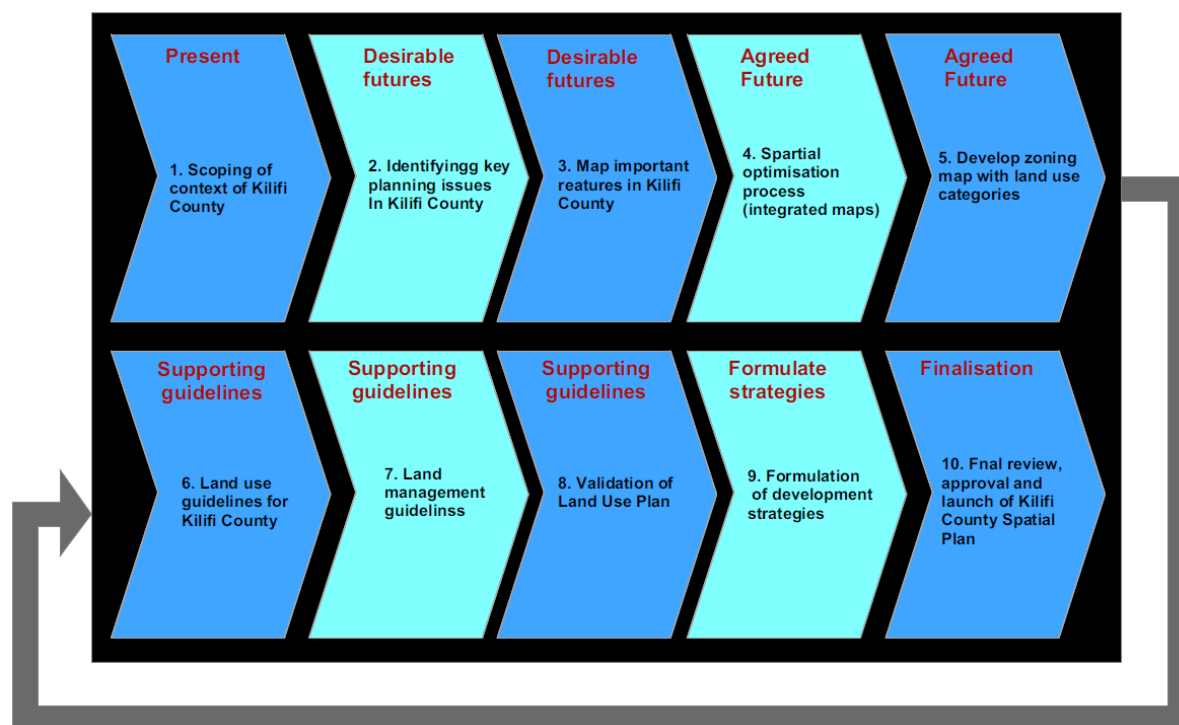 Present
1. Scoping of
context of Kilifi
County
Desirable
futures
2. Identifyingg key
planning issues
In Kilifi County
Desirable
futures
3. Map important
reatures in Kilifi
County
Agreed
Future
4. Spartial
optimisation
process
(integrated maps)
Agreed
Future
5. Develop zoning
map with land use
categories
Supporting
guidelines
6. Land use
guidelines for
Kilifi County
Supporting
guidelines
7. Land
management
guidelinss
Supporting
guidelines
8. Validation of
Land Use Plan
Formulate
strategies
9. Formulation
of development
strategies
Finalisation
10. Fnal review,
approval and
launch of Kilifi
County Spatial
Plan